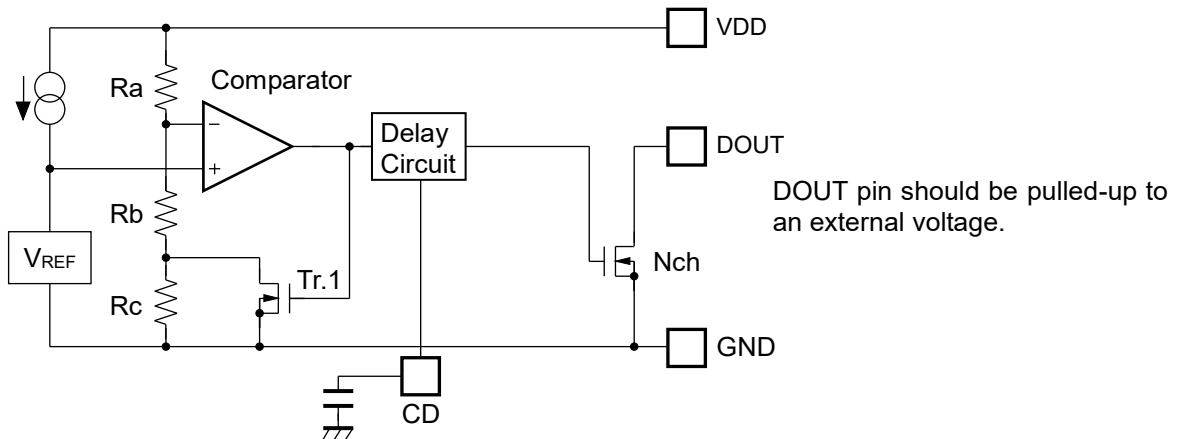 VDD
Ra
Comparator
−
+
Delay
Circuit
DOUT
DOUT pin should be pulled-up to
an external voltage.
Rb
VREF
Nch
Tr.1
Rc
GND
CD